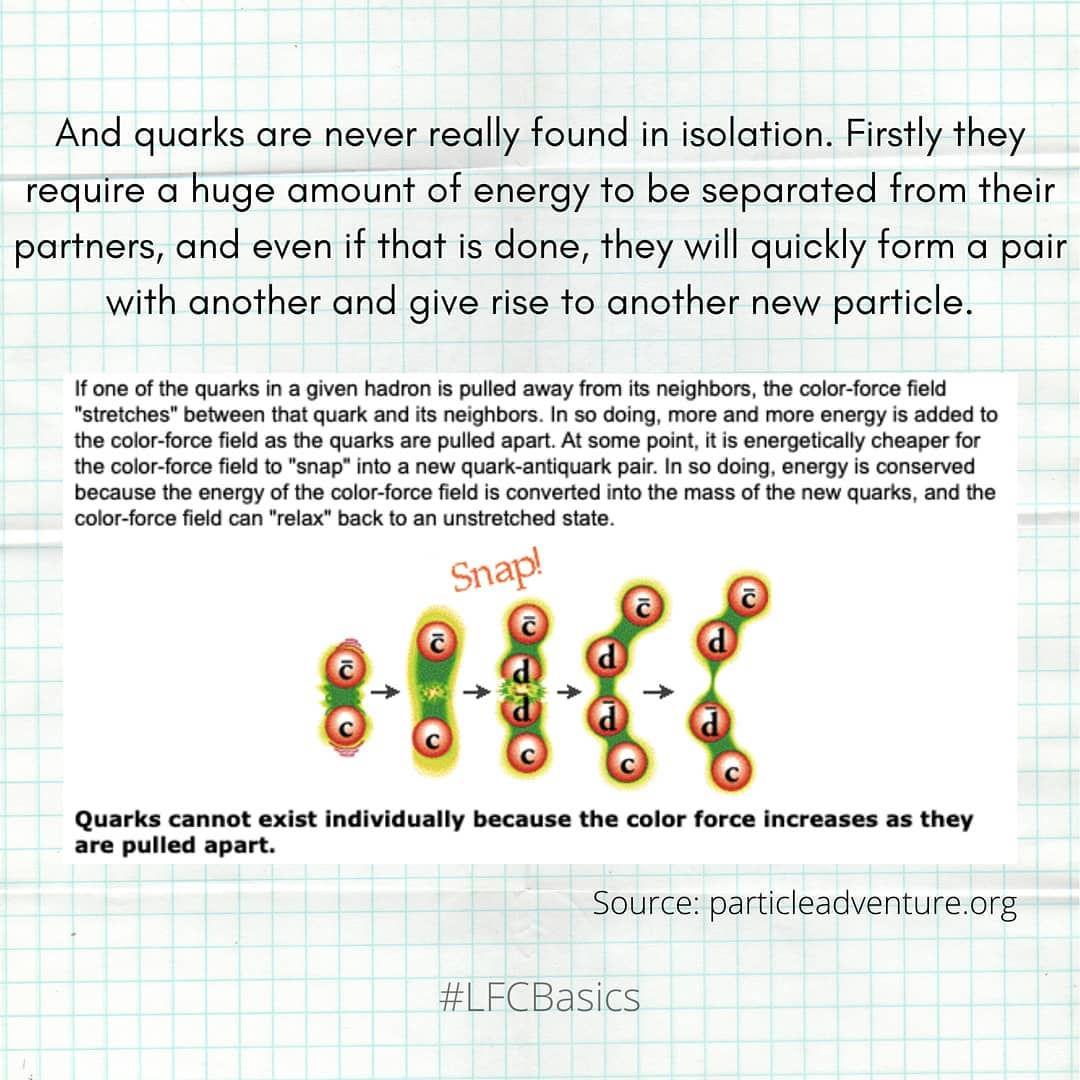 And quarks are never really found in isolation. Firstly they
require a huge amount of energy to be separated from their
partners, and even if that is done, they will quickly form a pair
with another and give rise to another new particle.
If one of the quarks in a given hadron is pulled away from its neighbors, the color-force field
"stretches" between that quark and its neighbors. In so doing, more and more energy is added to
the color-force field as the quarks are pulled apart. At some point, it is energetically cheaper for
the color-force field to "snap" into a new quark-antiquark pair. In so doing, energy is conserved
because the energy of the color-force field is converted into the mass of the new quarks, and the
color-force field can "relax" back to an unstretched state.
Snap!
c̄
c
c̄
c
c̄
d
d̄
c
c̄
d
d̄
c
c̄
d
d̄
c
Quarks cannot exist individually because the color force increases as they
are pulled apart.
Source: particleadventure.org
#LFCBasics